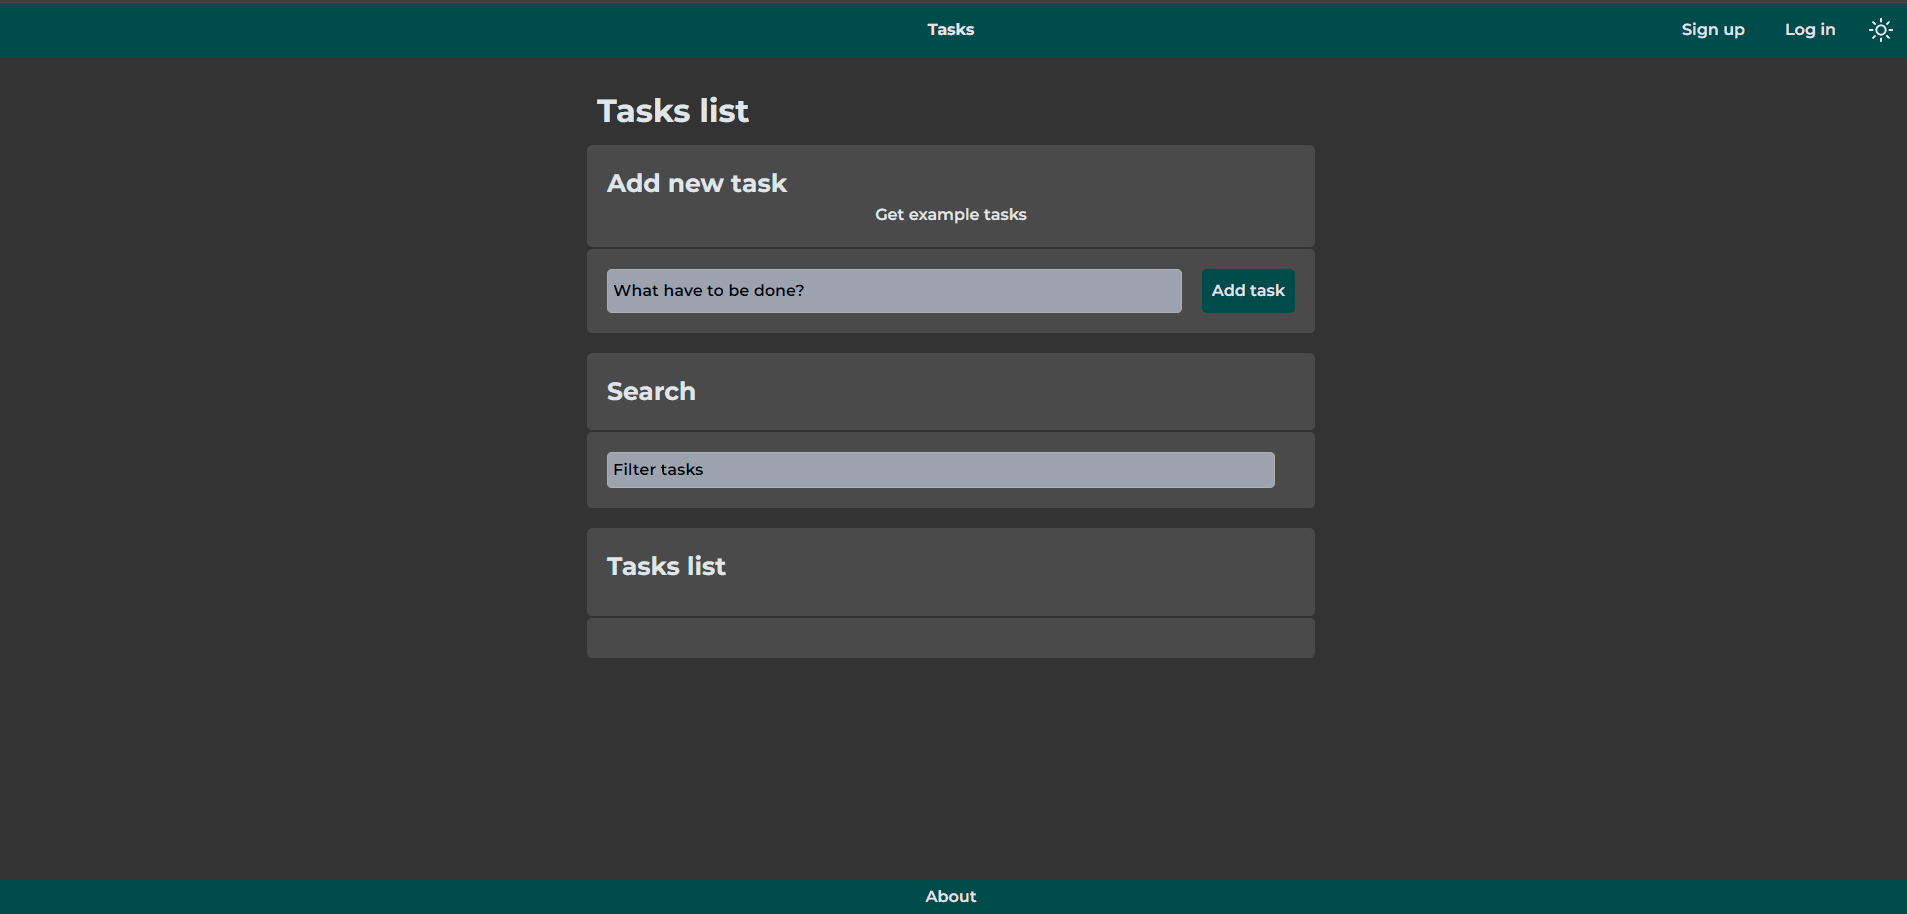 Tasks Sign up Log in
Tasks list
Add new task
Get example tasks
What have to be done? Add task
Search
Filter tasks
Tasks list
About